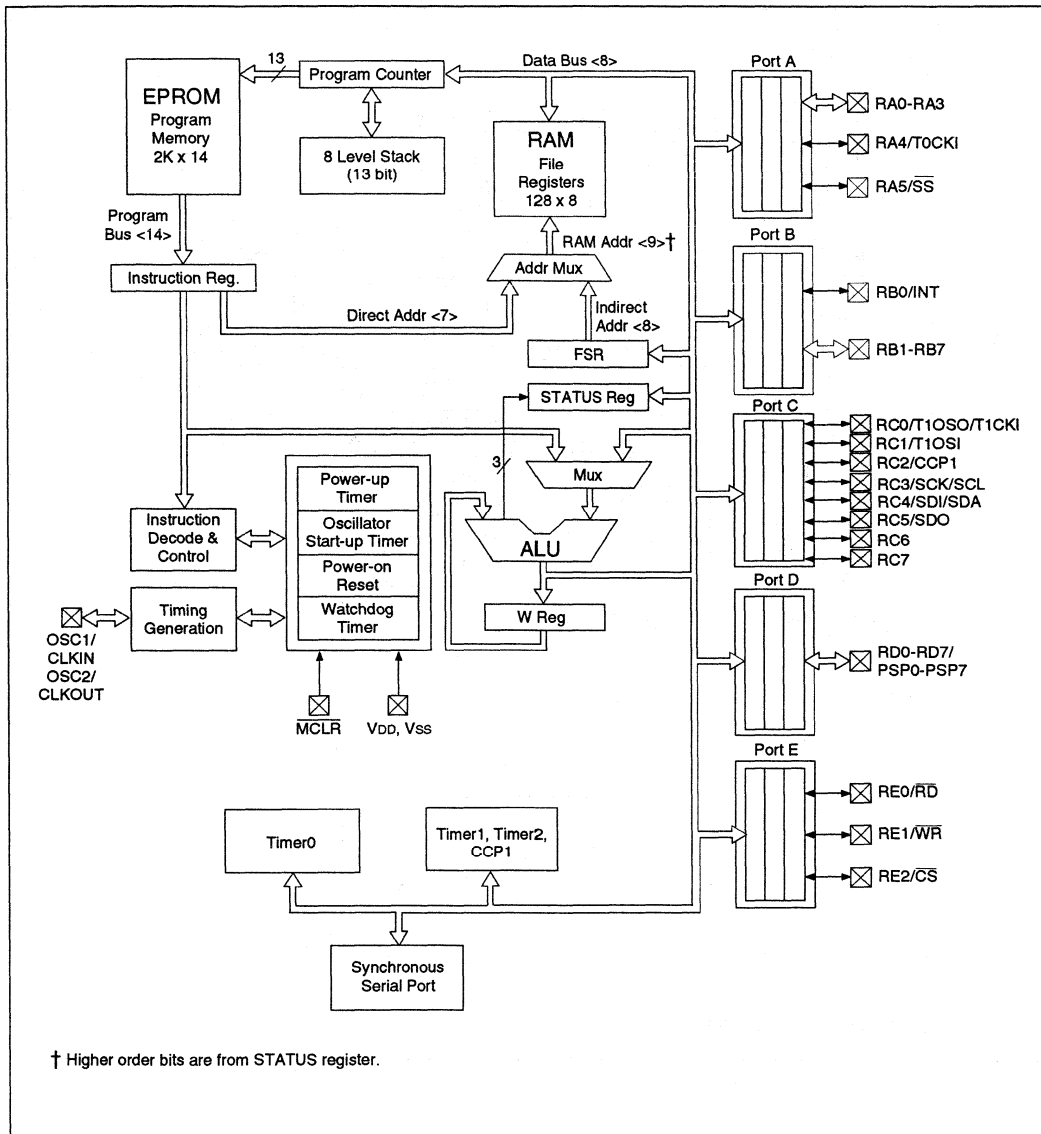 13
Data Bus <8>
Port A
EPROM
Program
Memory
2K x 14
Program Counter
8 Level Stack
(13 bit)
RAM
File
Registers
128 x 8
RA0-RA3
RA4/T0CKI
RA5/S̅S̅
Program
Bus <14>
RAM Addr <9>†
Port B
Instruction Reg.
Addr Mux
RB0/INT
Direct Addr <7>
Indirect
Addr <8>
RB1-RB7
FSR
STATUS Reg
Port C
RC0/T1OSO/T1CKI
RC1/T1OSI
RC2/CCP1
RC3/SCK/SCL
RC4/SDI/SDA
RC5/SDO
RC6
RC7
3
Mux
Power-up
Timer
Oscillator
Start-up Timer
Power-on
Reset
Watchdog
Timer
Instruction
Decode &
Control
ALU
Port D
Timing
Generation
W Reg
OSC1/
CLKIN
OSC2/
CLKOUT
RD0-RD7/
PSP0-PSP7
M̅C̅L̅R̅
VDD, VSS
Port E
RE0/R̅D̅
RE1/W̅R̅
RE2/C̅S̅
Timer0
Timer1, Timer2,
CCP1
Synchronous
Serial Port
† Higher order bits are from STATUS register.